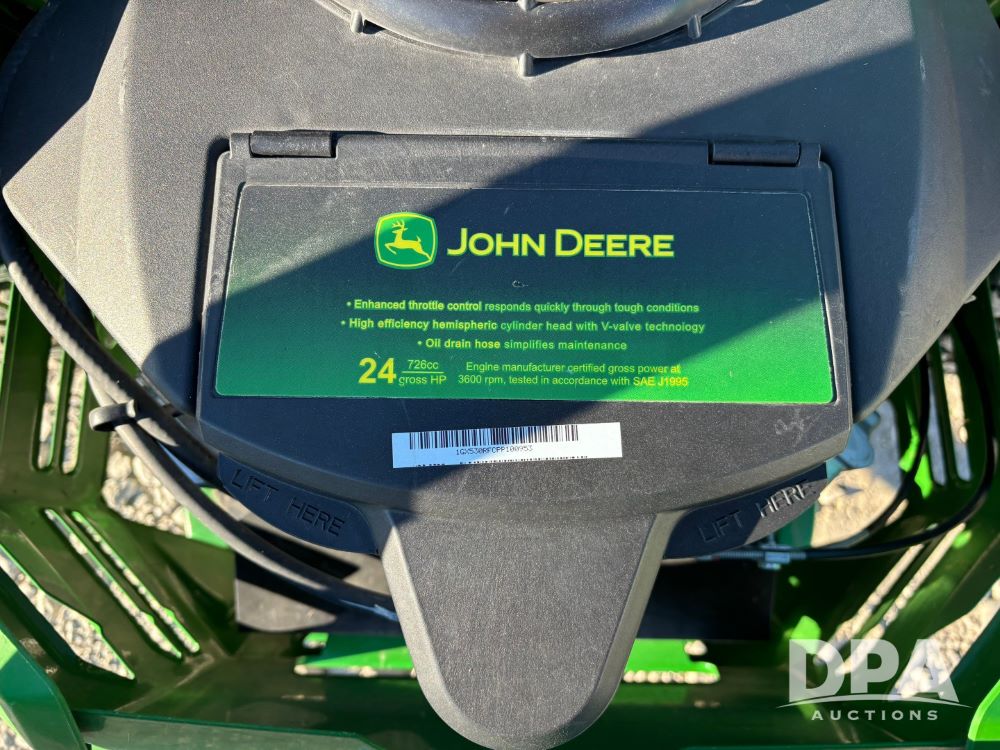 JOHN DEERE
• Enhanced throttle control responds quickly through tough conditions
• High efficiency hemispheric cylinder head with V-valve technology
• Oil drain hose simplifies maintenance
24 726cc gross HP
Engine manufacturer certified gross power at
3600 rpm, tested in accordance with SAE J1995
1GX530RFCPP100953
LIFT HERE
LIFT HERE
DPA
AUCTIONS